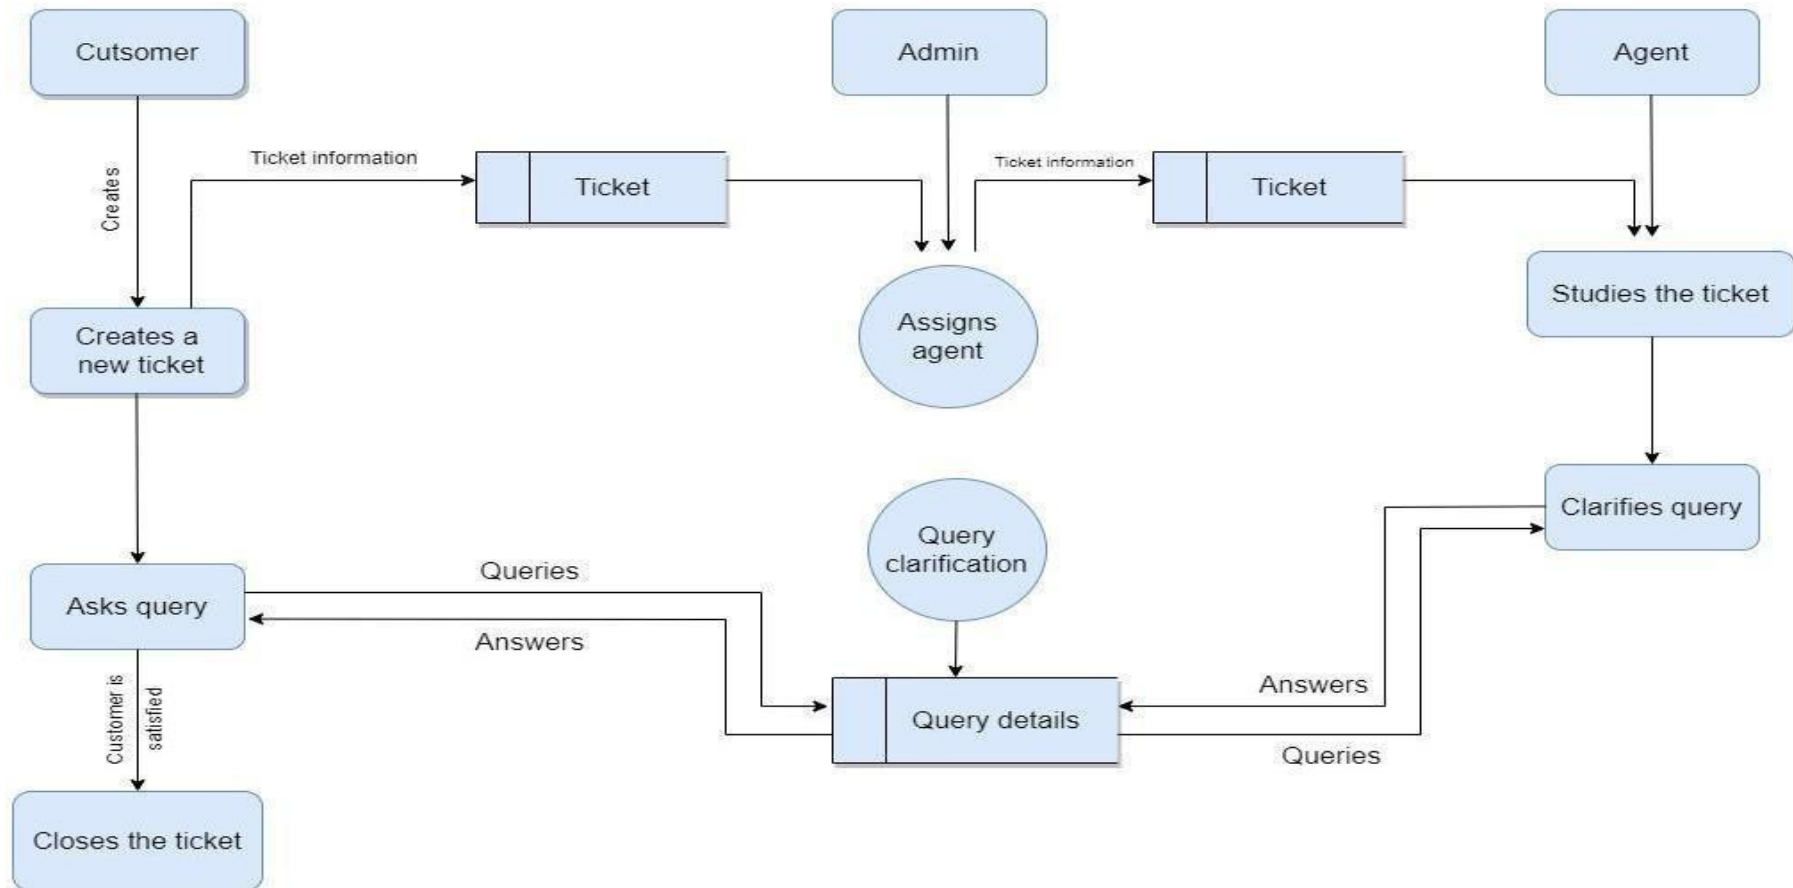 Cutsomer
Admin
Agent
Creates
Ticket information
Ticket
Ticket information
Ticket
Creates a
new ticket
Assigns
agent
Studies the ticket
Query
clarification
Clarifies query
Asks query
Queries
Answers
Customer is
satisfied
Query details
Answers
Queries
Closes the ticket